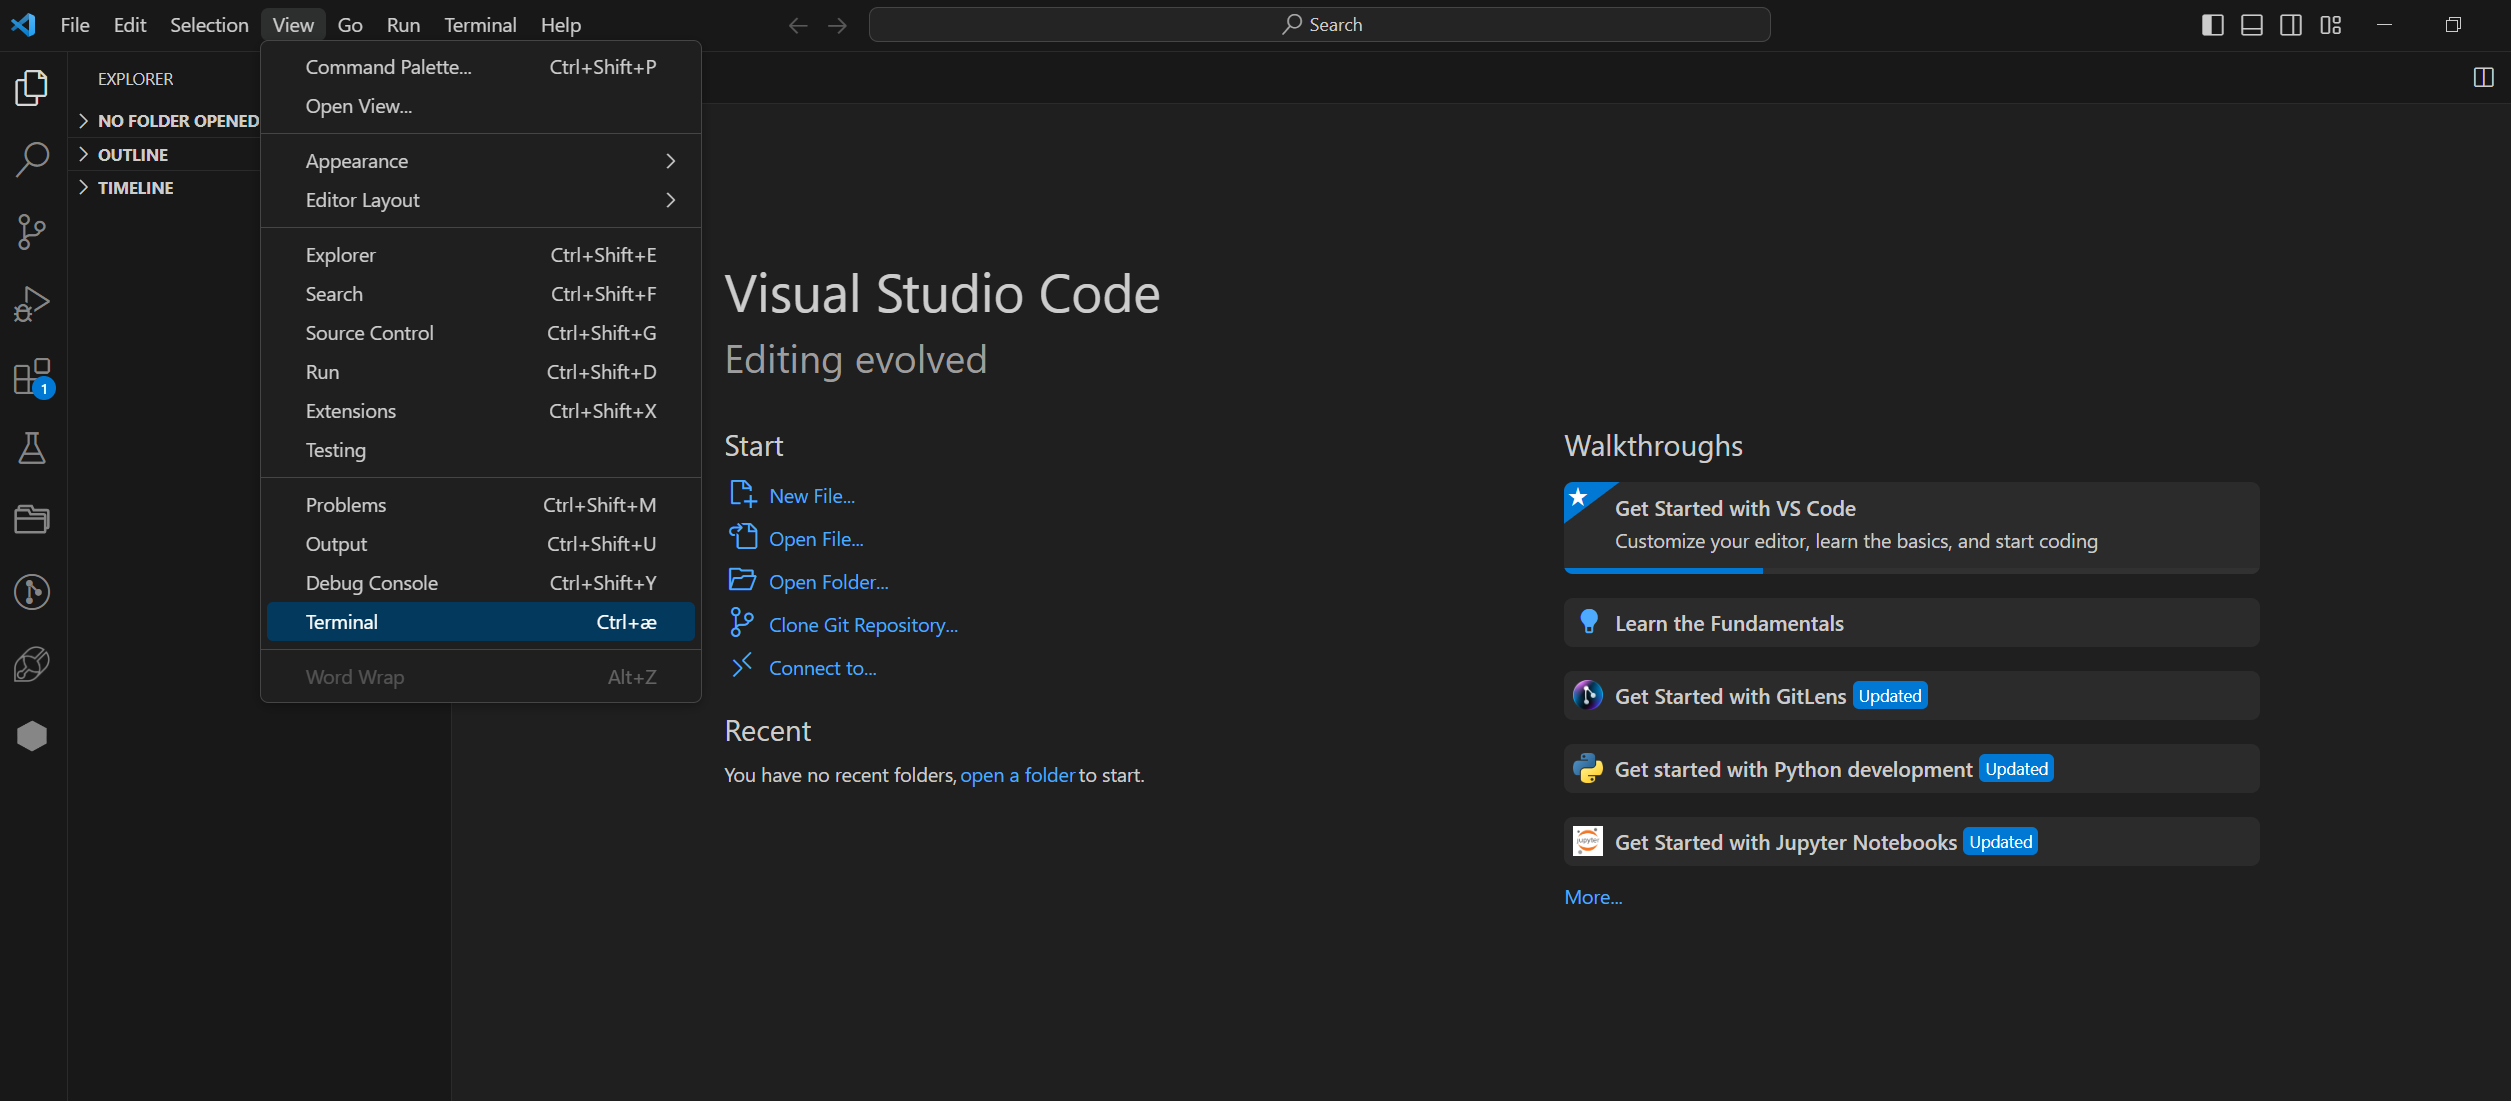 File Edit Selection View Go Run Terminal Help
Search
EXPLORER
NO FOLDER OPENED
OUTLINE
TIMELINE
1
Command Palette... Ctrl+Shift+P
Open View...
Appearance
Editor Layout
Explorer Ctrl+Shift+E
Search Ctrl+Shift+F
Source Control Ctrl+Shift+G
Run Ctrl+Shift+D
Extensions Ctrl+Shift+X
Testing
Problems Ctrl+Shift+M
Output Ctrl+Shift+U
Debug Console Ctrl+Shift+Y
Terminal Ctrl+æ
Word Wrap Alt+Z
Visual Studio Code
Editing evolved
Start
New File...
Open File...
Open Folder...
Clone Git Repository...
Connect to...
Recent
You have no recent folders, open a folder to start.
Walkthroughs
Get Started with VS Code
Customize your editor, learn the basics, and start coding
Learn the Fundamentals
Get Started with GitLens Updated
Get started with Python development Updated
jupyter
Get Started with Jupyter Notebooks Updated
More...